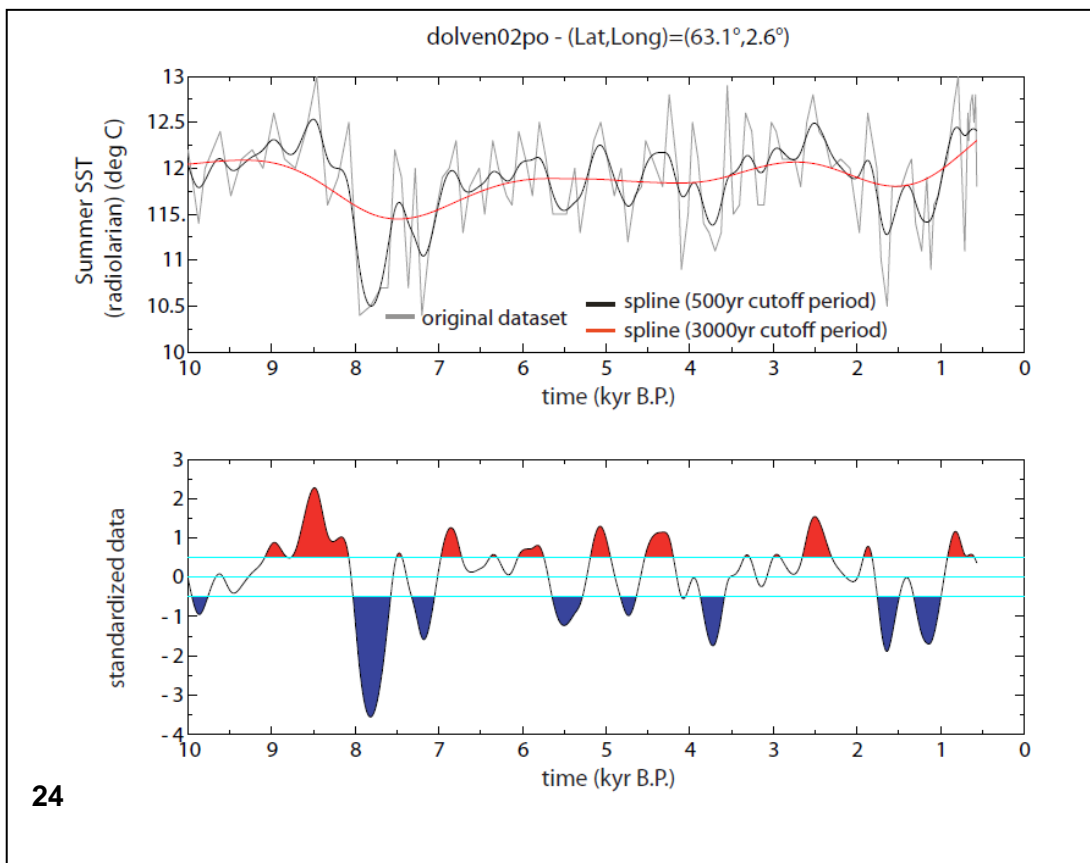 dolven02po - (Lat,Long)=(63.1°,2.6°)
13
12.5
12
115.5
11
10.5
10
Summer SST
(radiolarian) (deg C)
original dataset
spline (500yr cutoff period)
spline (3000yr cutoff period)
10 9 8 7 6 5 4 3 2 1 0
time (kyr B.P.)
3
2
1
0
- 1
- 2
- 3
- 4
standardized data
10 9 8 7 6 5 4 3 2 1 0
time (kyr B.P.)
24